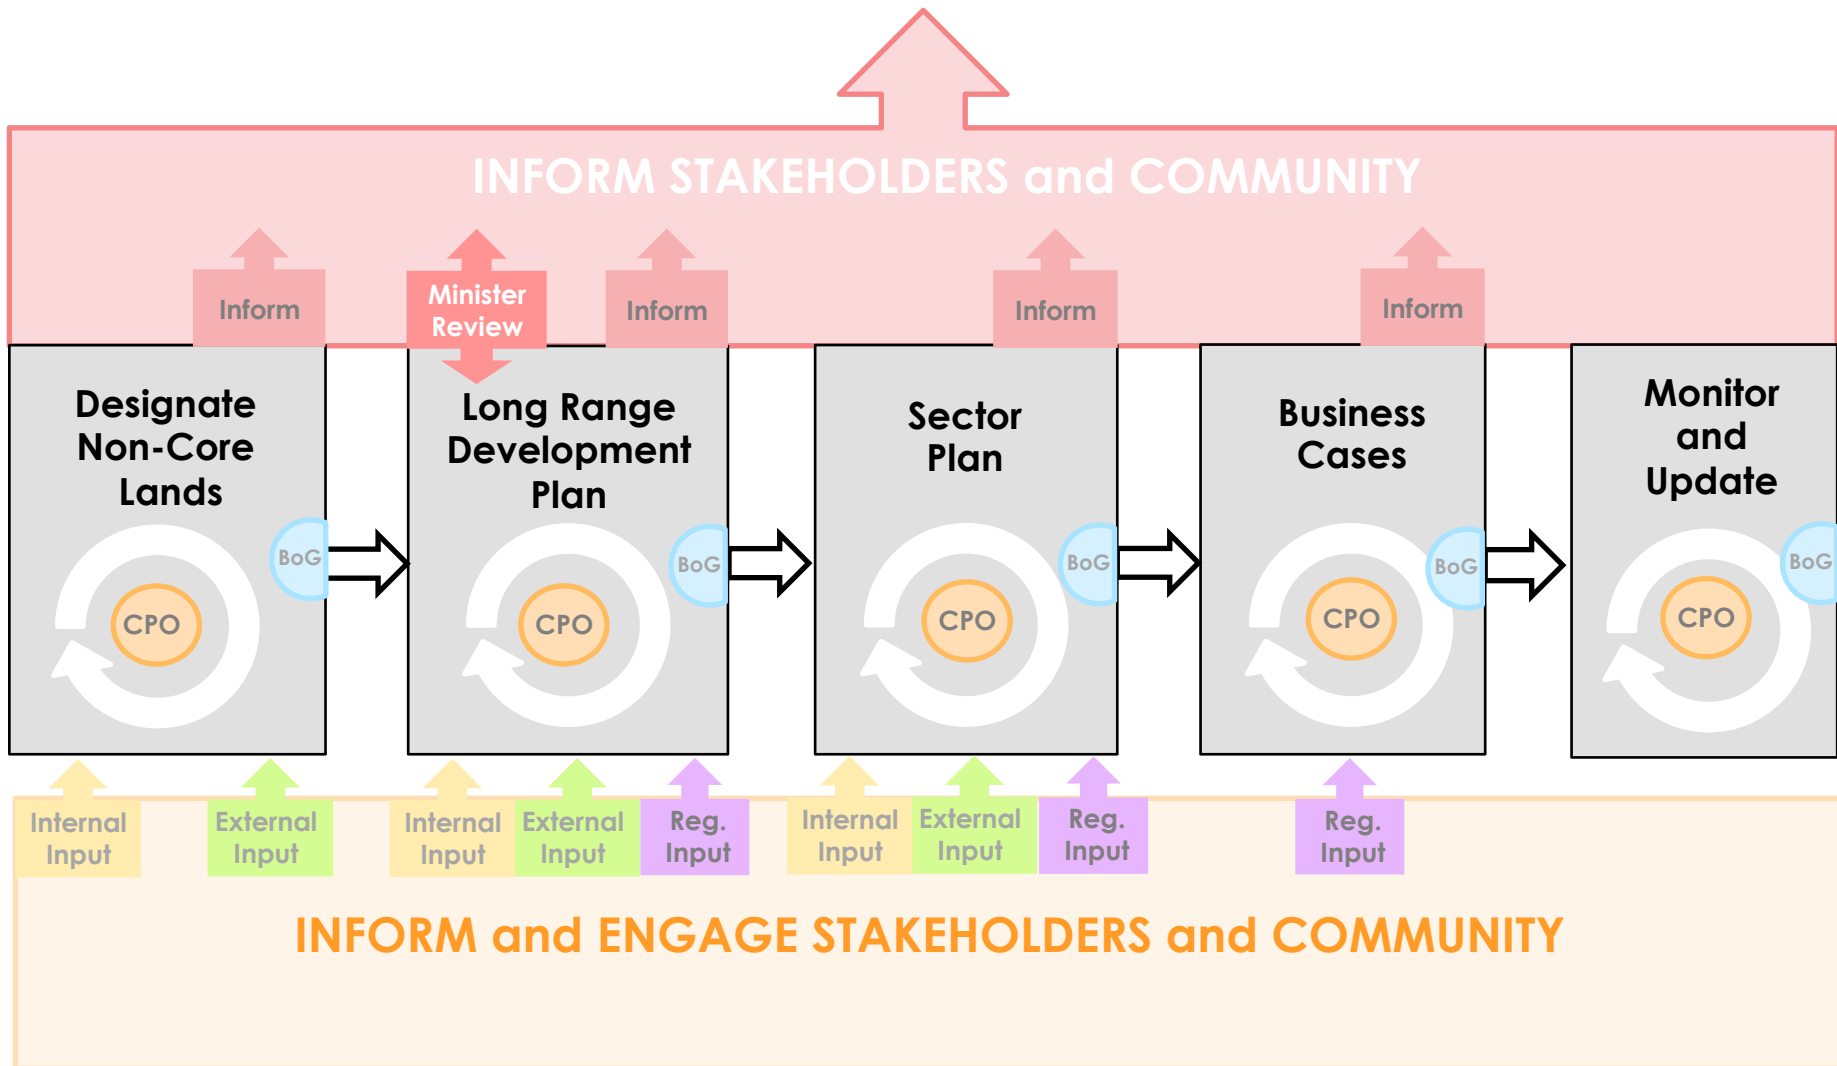 INFORM STAKEHOLDERS and COMMUNITY
Inform
Minister
Review
Inform
Inform
Inform
Designate
Non-Core
Lands
BoG
CPO
Long Range
Development
Plan
BoG
CPO
Sector
Plan
BoG
CPO
Business
Cases
BoG
CPO
Monitor
and
Update
BoG
CPO
Internal
Input
External
Input
Internal
Input
External
Input
Reg.
Input
Internal
Input
External
Input
Reg.
Input
Reg.
Input
INFORM and ENGAGE STAKEHOLDERS and COMMUNITY